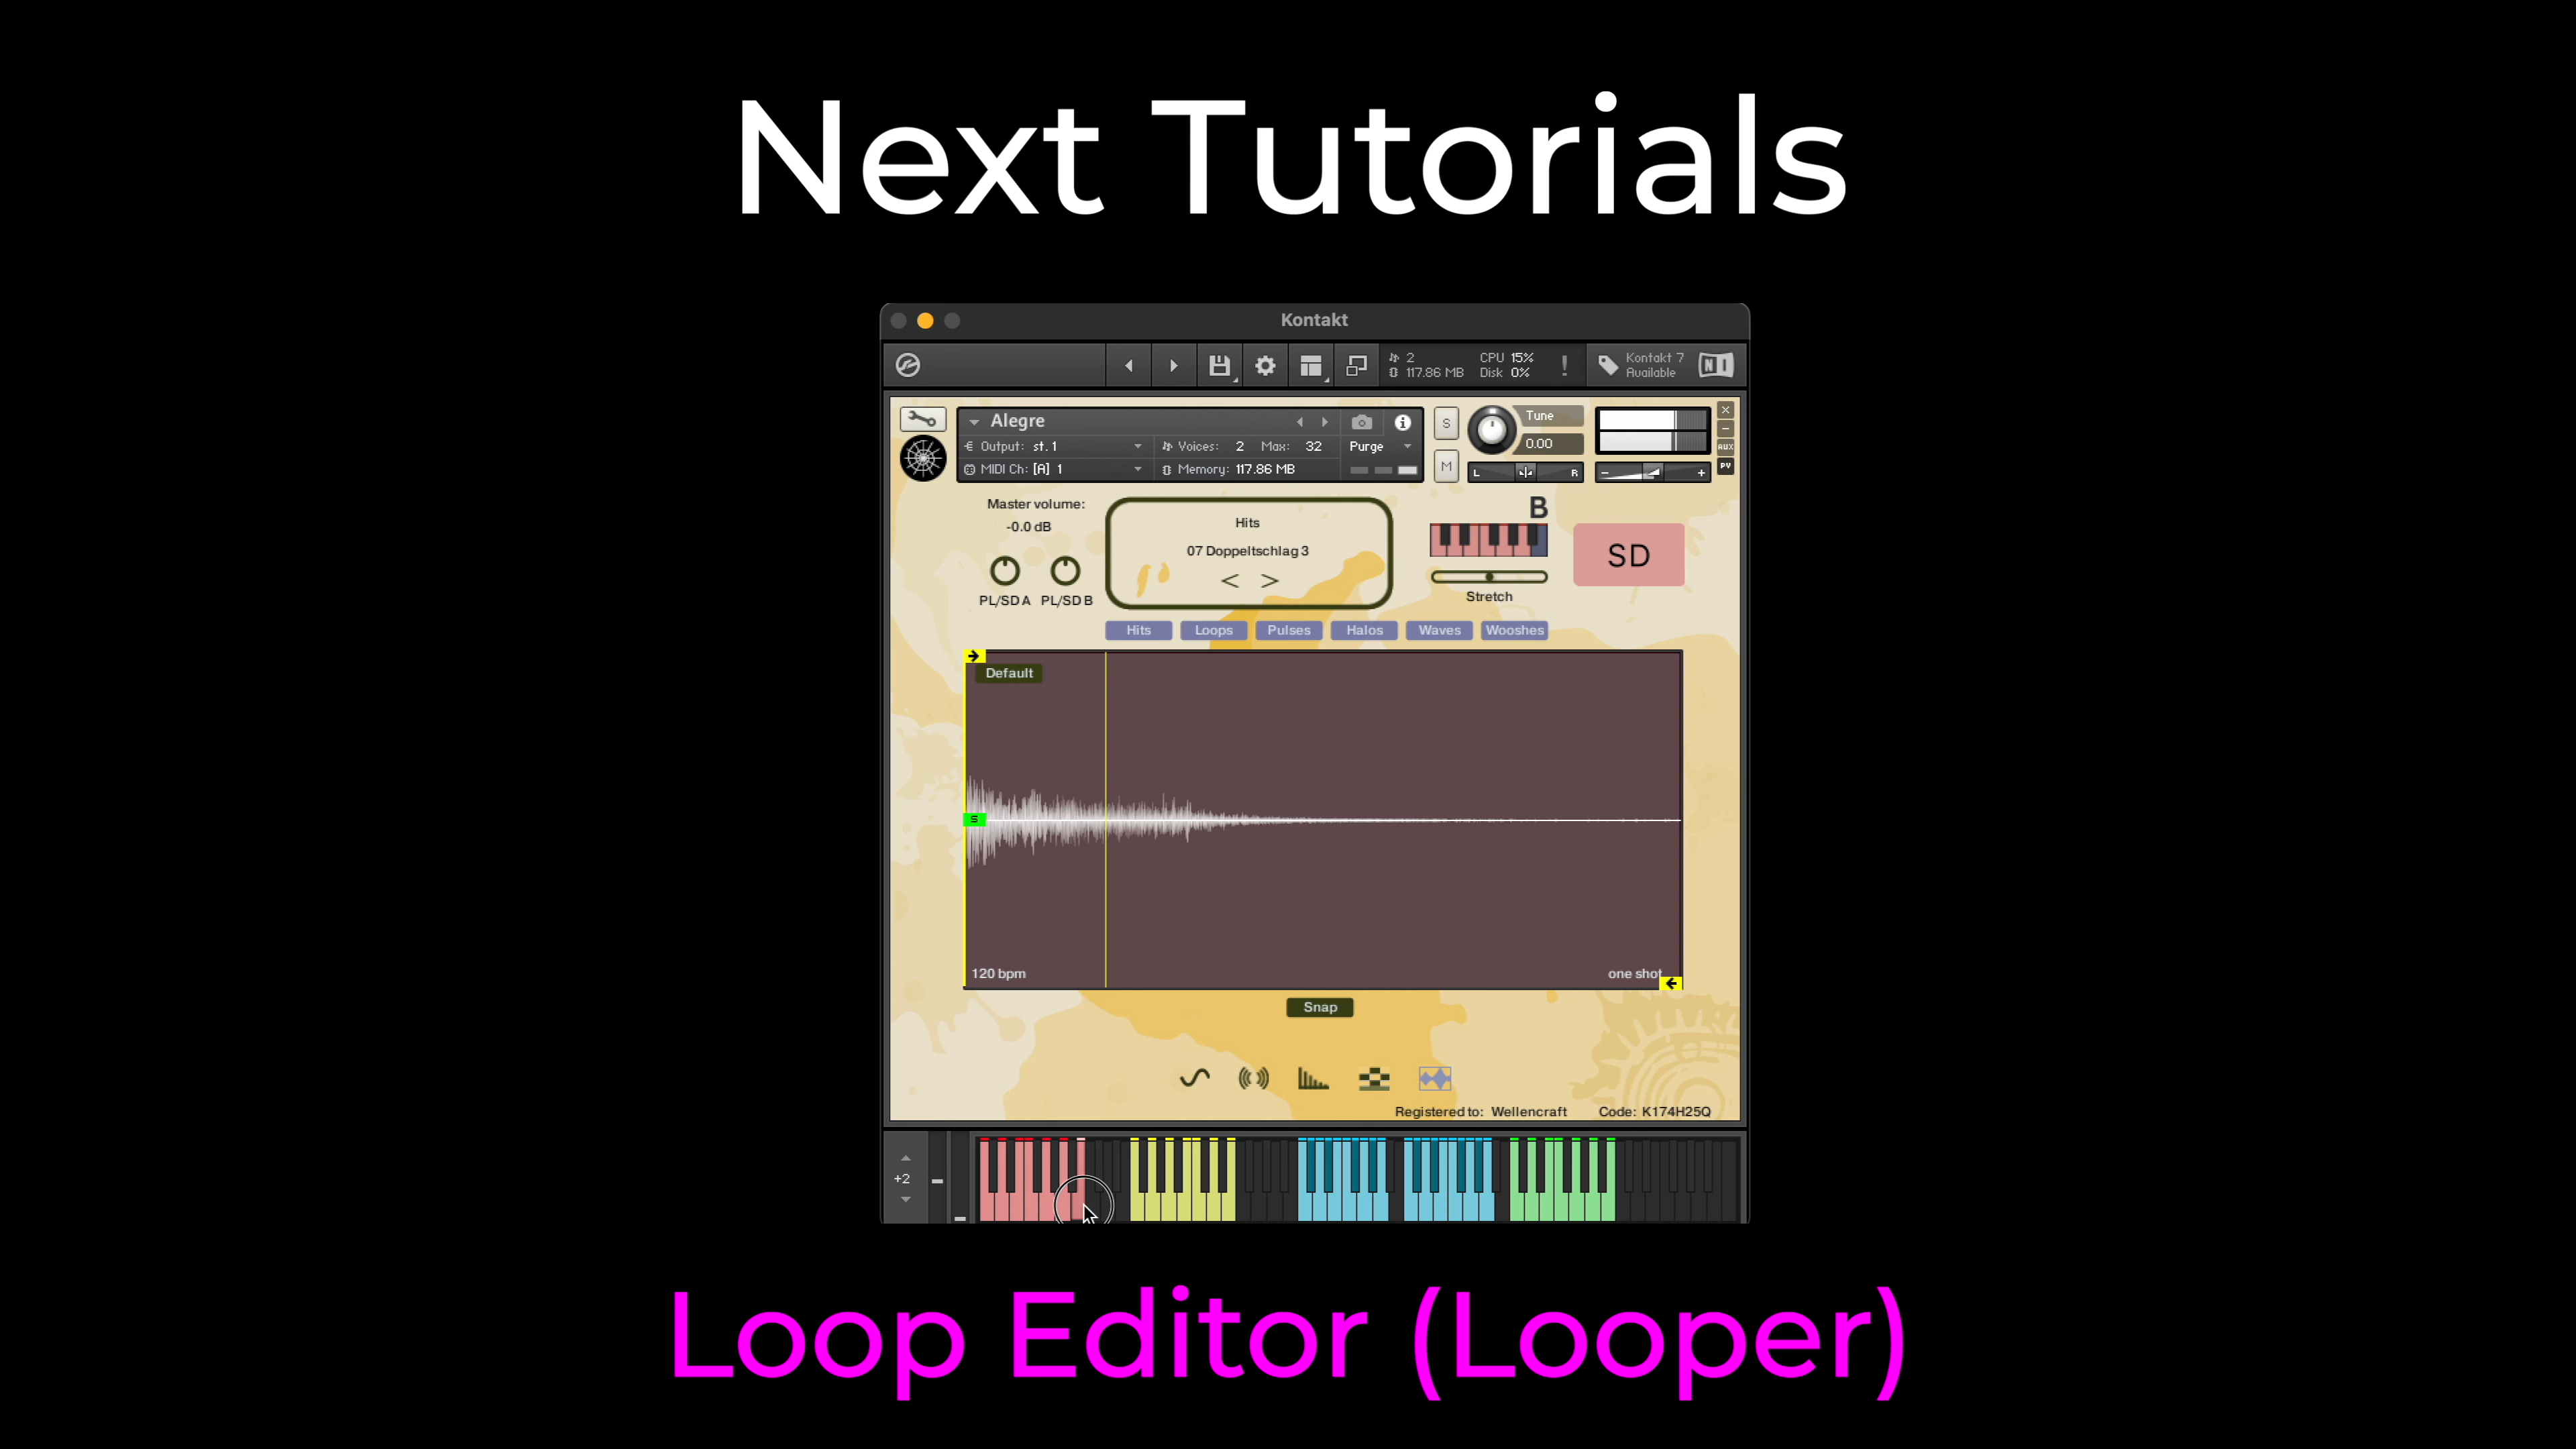 Next Tutorials
Kontakt
2
117.86 MB
CPU 15%
Disk 0%
!
Kontakt 7
Available
NI
Alegre
Output: st.1
Voices: 2 Max: 32
Purge
MIDI Ch: [A] 1
Memory: 117.86 MB
S
M
Tune
0.00
L R
- +
AUX
PV
Master volume:
-0.0 dB
PL/SD A PL/SD B
Hits
07 Doppeltschlag 3
< >
B
Stretch
SD
Hits Loops Pulses Halos Waves Wooshes
Default
S
120 bpm
one shot
Snap
Registered to: Wellencraft
Code: K174H25Q
+2
Loop Editor (Looper)